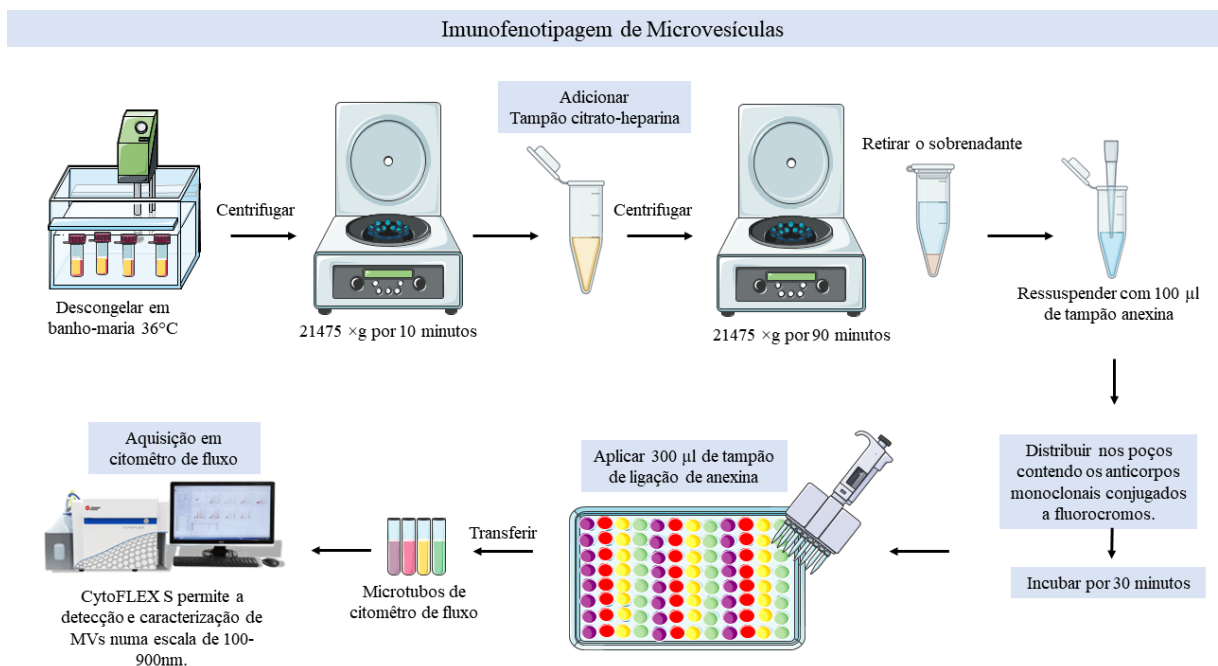 Imunofenotipagem de Microvesículas
Descongelar em
banho-maria 36°C
Centrifugar
21475 ×g por 10 minutos
Adicionar
Tampão citrato-heparina
Centrifugar
21475 ×g por 90 minutos
Retirar o sobrenadante
Ressuspender com 100 µl
de tampão anexina
Distribuir nos poços
contendo os anticorpos
monoclonais conjugados
a fluorocromos.
Incubar por 30 minutos
Aplicar 300 µl de tampão
de ligação de anexina
Transferir
Microtubos de
citomêtro de fluxo
Aquisição em
citomêtro de fluxo
CytoFLEX S permite a
detecção e caracterização de
MVs numa escala de 100-
900nm.